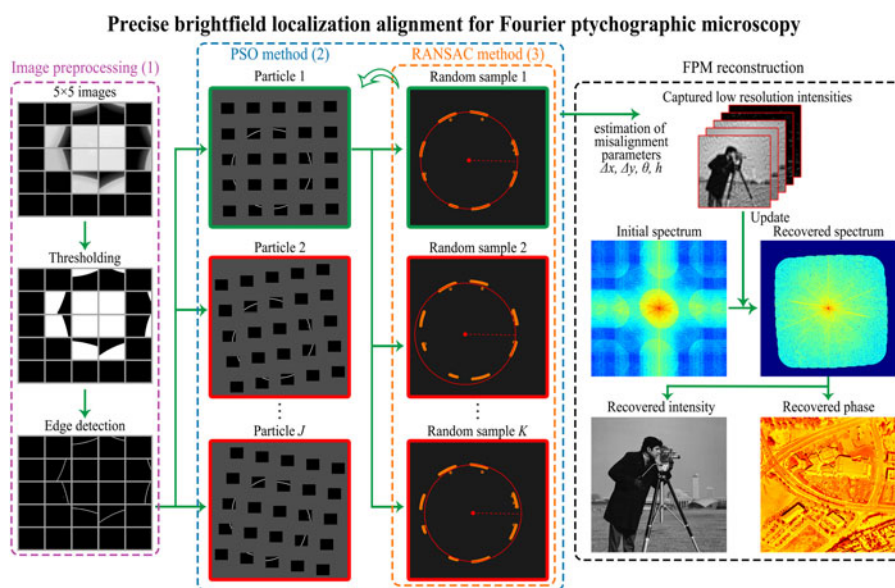 Precise brightfield localization alignment for Fourier ptychographic microscopy
Image preprocessing (1)
5×5 images
Thresholding
Edge detection
PSO method (2)
Particle 1
Particle 2
⋮
Particle J
RANSAC method (3)
Random sample 1
Random sample 2
⋮
Random sample K
estimation of
misalignment
parameters
Δx, Δy, θ, h
FPM reconstruction
Captured low resolution intensities
Update
Initial spectrum
Recovered spectrum
Recovered intensity
Recovered phase